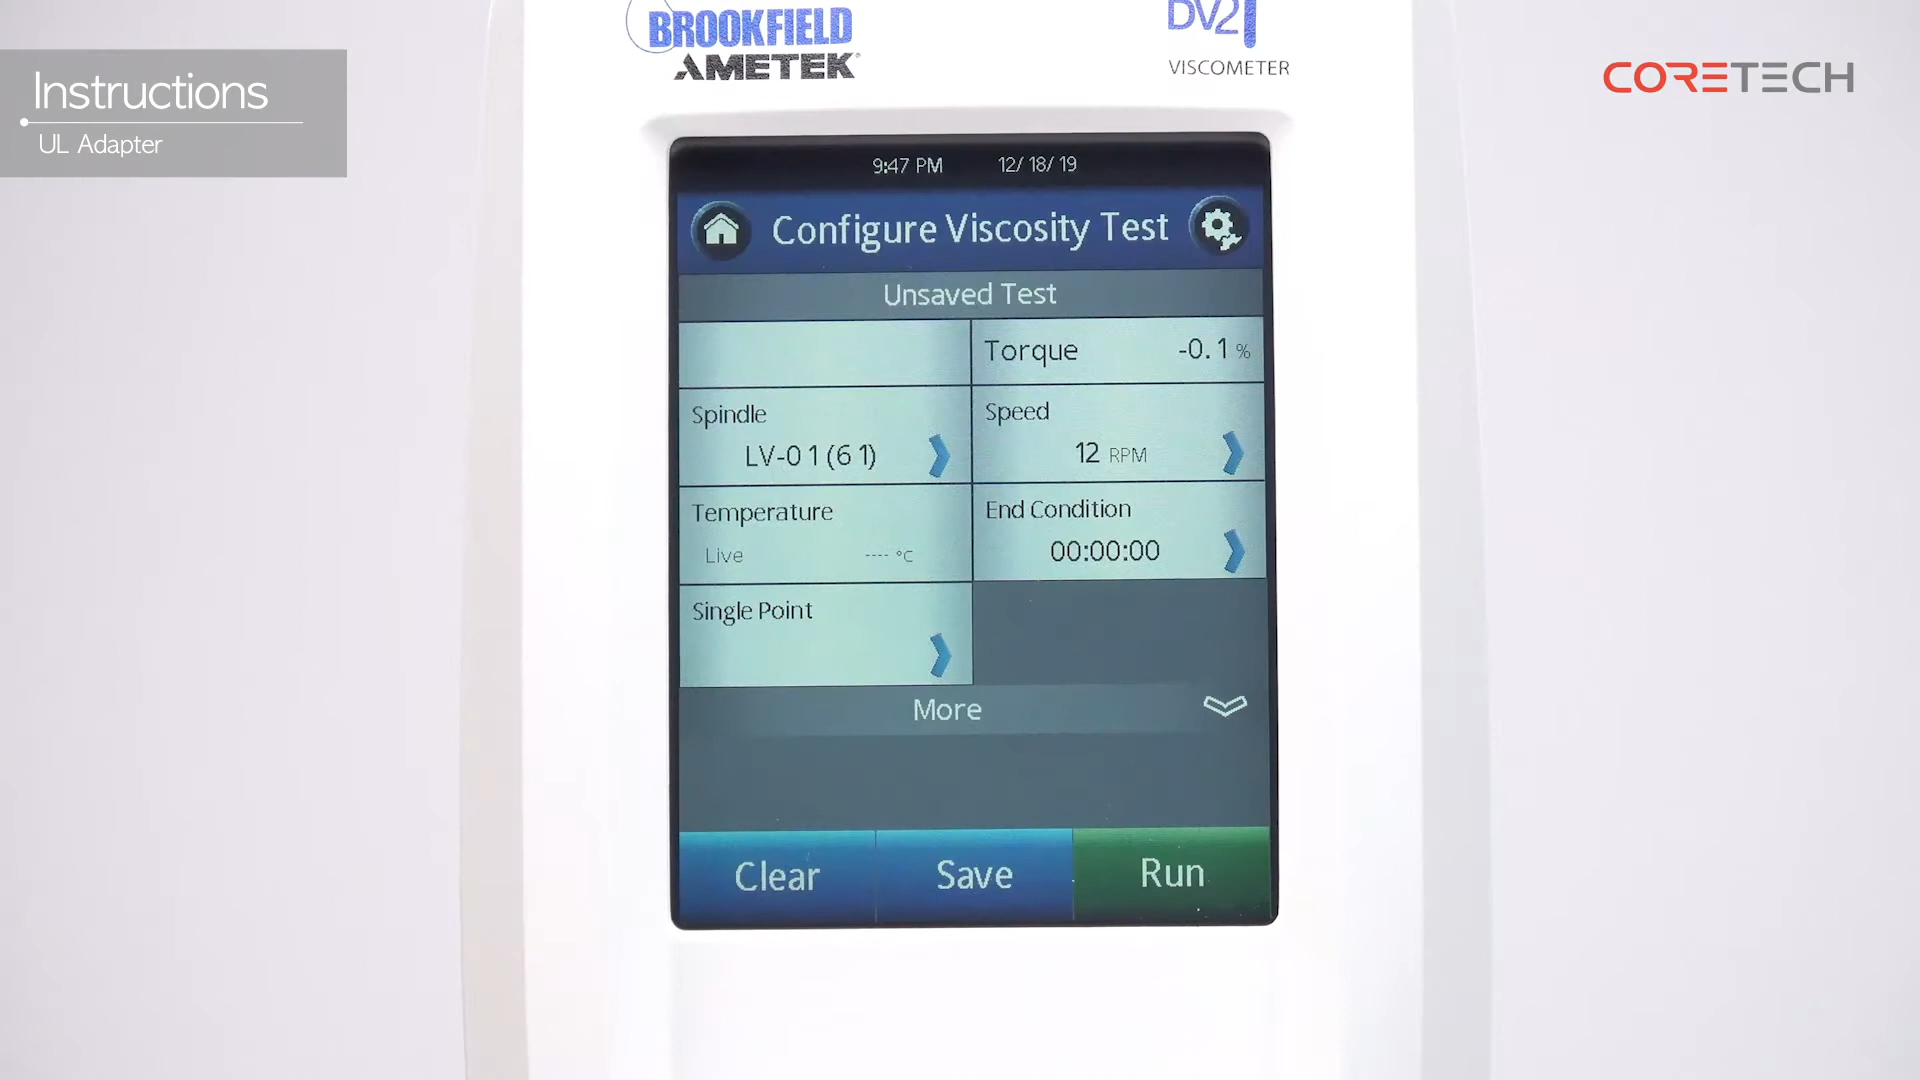 BROOKFIELD
AMETEK®
DV2T
VISCOMETER
Instructions
UL Adapter
CORETECH
9:47 PM 12/18/19
Configure Viscosity Test
Unsaved Test
Torque -0.1 %
Spindle
LV-01(61)
Speed
12 RPM
Temperature
Live ---- °C
End Condition
00:00:00
Single Point
More
Clear Save Run